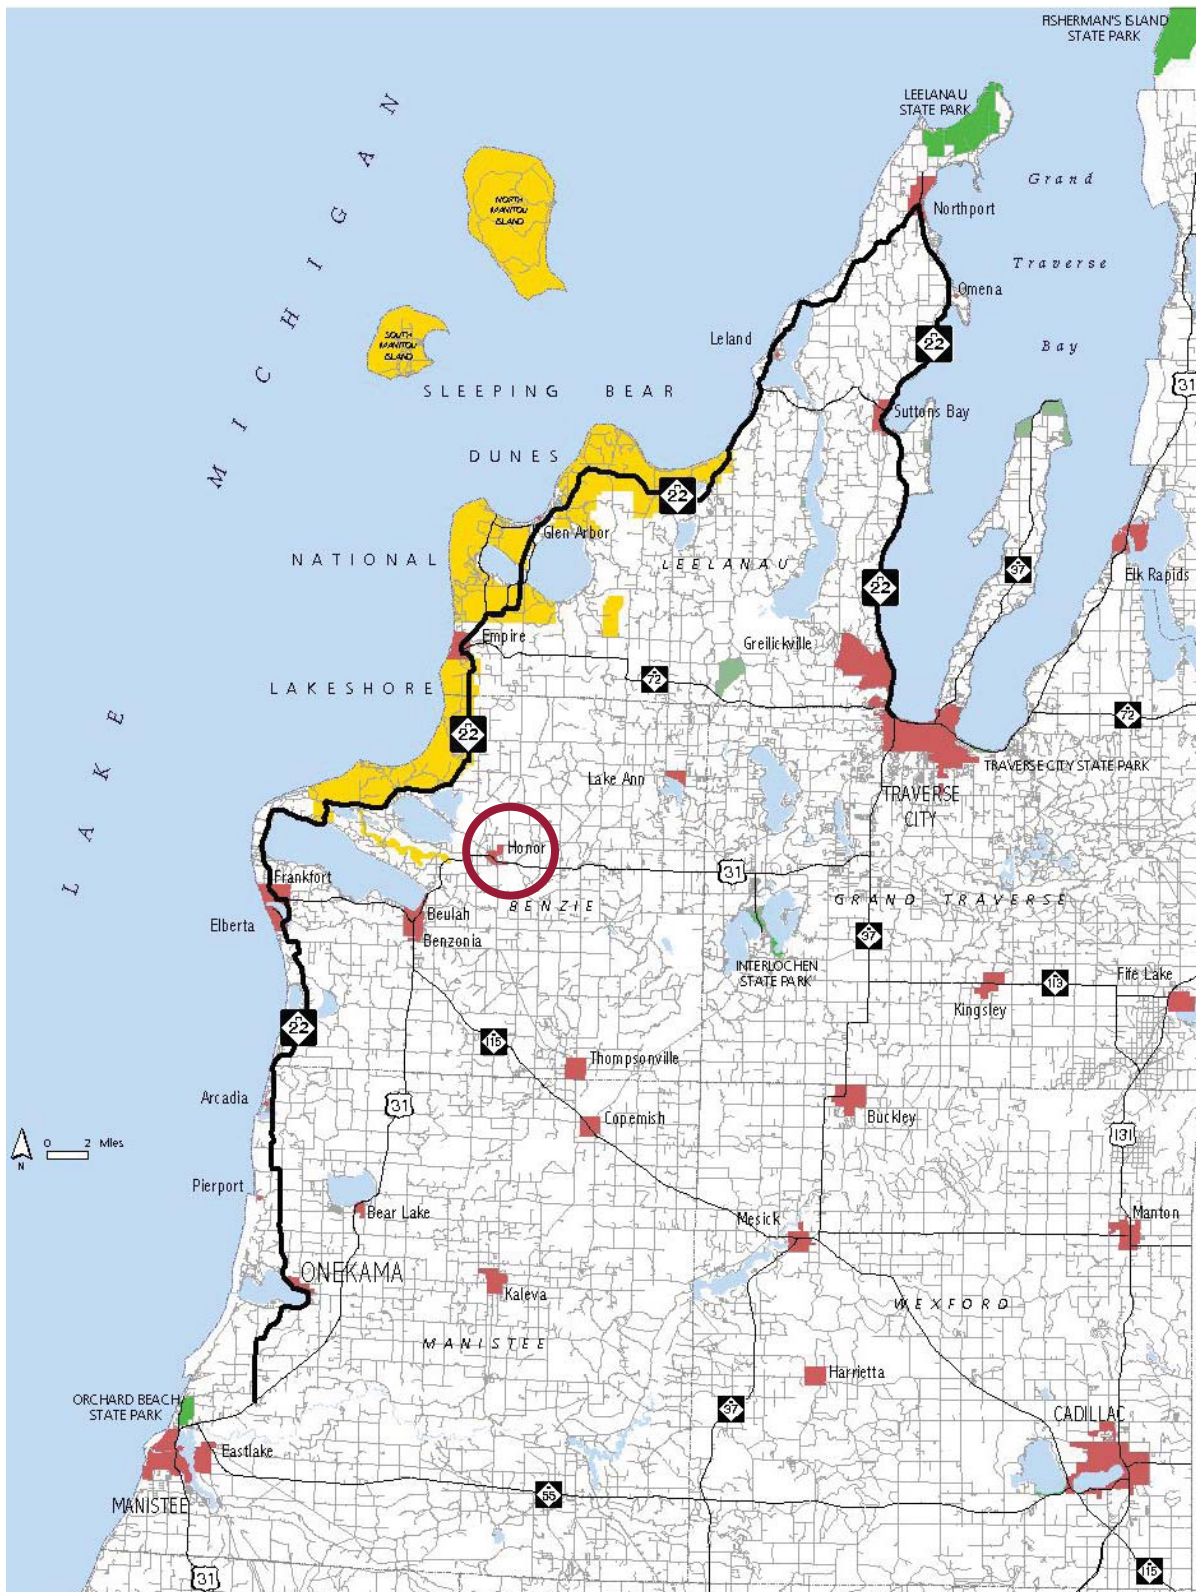 FISHERMAN'S ISLAND
STATE PARK
LEELANAU
STATE PARK
Grand
Northport
NORTH
MANITOU
ISLAND
Traverse
Omena
Leland
22
Bay
SOUTH
MANITOU
ISLAND
31
SLEEPING BEAR
Suttons Bay
MICHIGAN
DUNES
22
Glen Arbor
NATIONAL
LEELANAU
37
Elk Rapids
22
Empire
Greilickville
72
LAKESHORE
72
22
LAKE
Lake Ann
TRAVERSE CITY STATE PARK
TRAVERSE
CITY
Honor
31
Frankfort
BENZIE
GRAND TRAVERSE
Beulah
Elberta
Benzonia
37
INTERLOCHEN
STATE PARK
Fife Lake
113
Kingsley
22
115
Thompsonville
Arcadia
31
Copemish
Buckley
131
0 2 Miles
N
Pierport
Bear Lake
Mesick
Manton
ONEKAMA
Kaleva
WEXFORD
MANISTEE
Harrietta
ORCHARD BEACH
STATE PARK
37
CADILLAC
Eastlake
MANISTEE
55
31
115